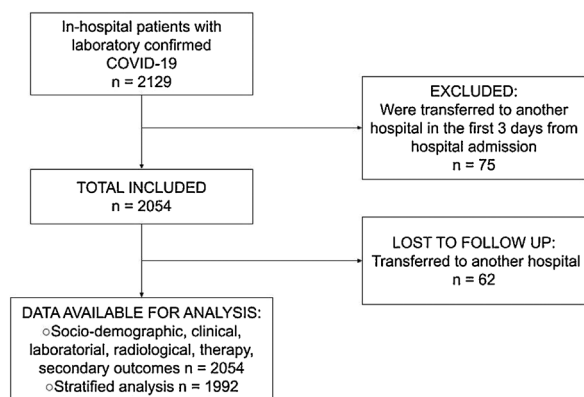 In-hospital patients with
laboratory confirmed
COVID-19
n = 2129
EXCLUDED:
Were transferred to another
hospital in the first 3 days from
hospital admission
n = 75
TOTAL INCLUDED
n = 2054
LOST TO FOLLOW UP:
Transferred to another hospital
n = 62
DATA AVAILABLE FOR ANALYSIS:
○Socio-demographic, clinical,
laboratorial, radiological, therapy,
secondary outcomes n = 2054
○Stratified analysis n = 1992